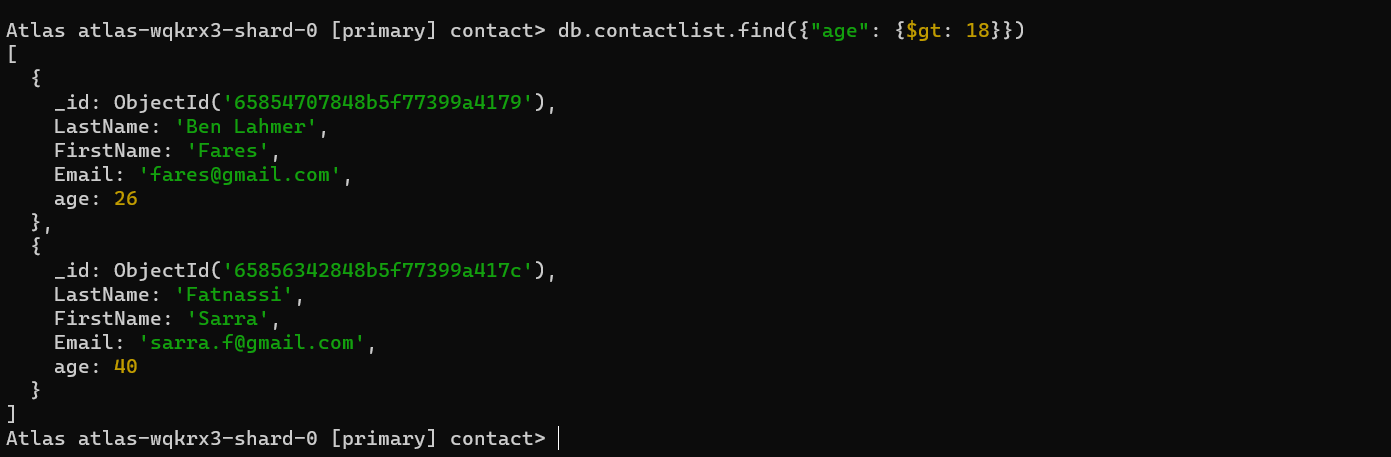 Atlas atlas-wqkrx3-shard-0 [primary] contact> db.contactlist.find({"age": {$gt: 18}})
[
  {
    _id: ObjectId('65854707848b5f77399a4179'),
    LastName: 'Ben Lahmer',
    FirstName: 'Fares',
    Email: 'fares@gmail.com',
    age: 26
  },
  {
    _id: ObjectId('65856342848b5f77399a417c'),
    LastName: 'Fatnassi',
    FirstName: 'Sarra',
    Email: 'sarra.f@gmail.com',
    age: 40
  }
]
Atlas atlas-wqkrx3-shard-0 [primary] contact>